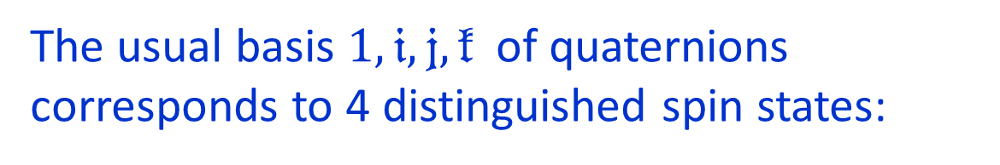 The usual basis 1, 𝔦, 𝔧, 𝔨 of quaternions
corresponds to 4 distinguished spin states: